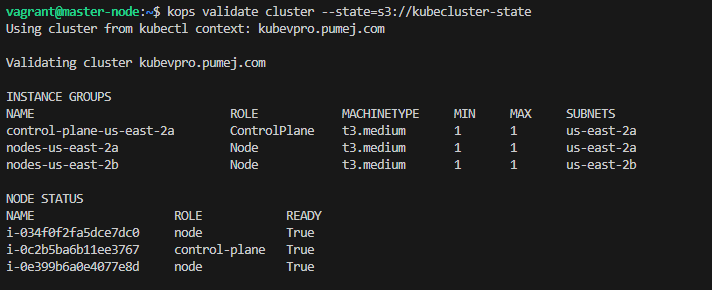 vagrant@master-node:~$ kops validate cluster --state=s3://kubecluster-state
Using cluster from kubectl context: kubevpro.pumej.com
Validating cluster kubevpro.pumej.com
INSTANCE GROUPS
NAME ROLE MACHINETYPE MIN MAX SUBNETS
control-plane-us-east-2a ControlPlane t3.medium 1 1 us-east-2a
nodes-us-east-2a Node t3.medium 1 1 us-east-2a
nodes-us-east-2b Node t3.medium 1 1 us-east-2b
NODE STATUS
NAME ROLE READY
i-034f0f2fa5dce7dc0 node True
i-0c2b5ba6b11ee3767 control-plane True
i-0e399b6a0e4077e8d node True